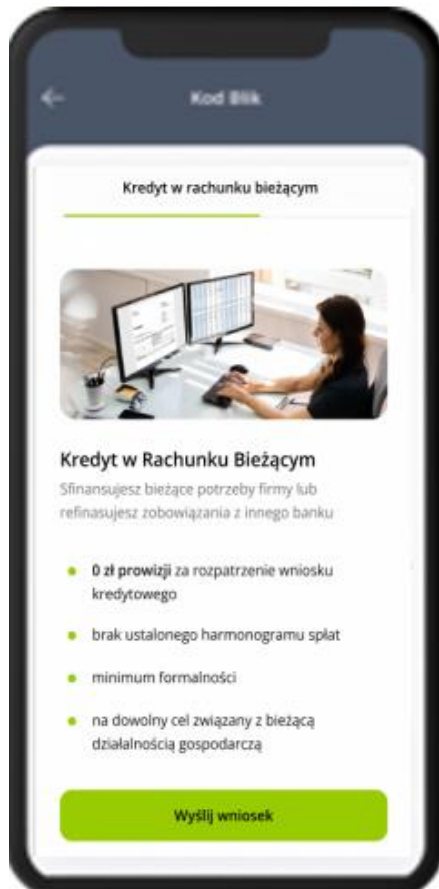 Kod Blik
Kredyt w rachunku bieżącym
Kredyt w Rachunku Bieżącym
Sfinansujesz bieżące potrzeby firmy lub
refinasujesz zobowiązania z innego banku
0 zł prowizji za rozpatrzenie wniosku
kredytowego
brak ustalonego harmonogramu spłat
minimum formalności
na dowolny cel związany z bieżącą
działalnością gospodarczą
Wyślij wniosek